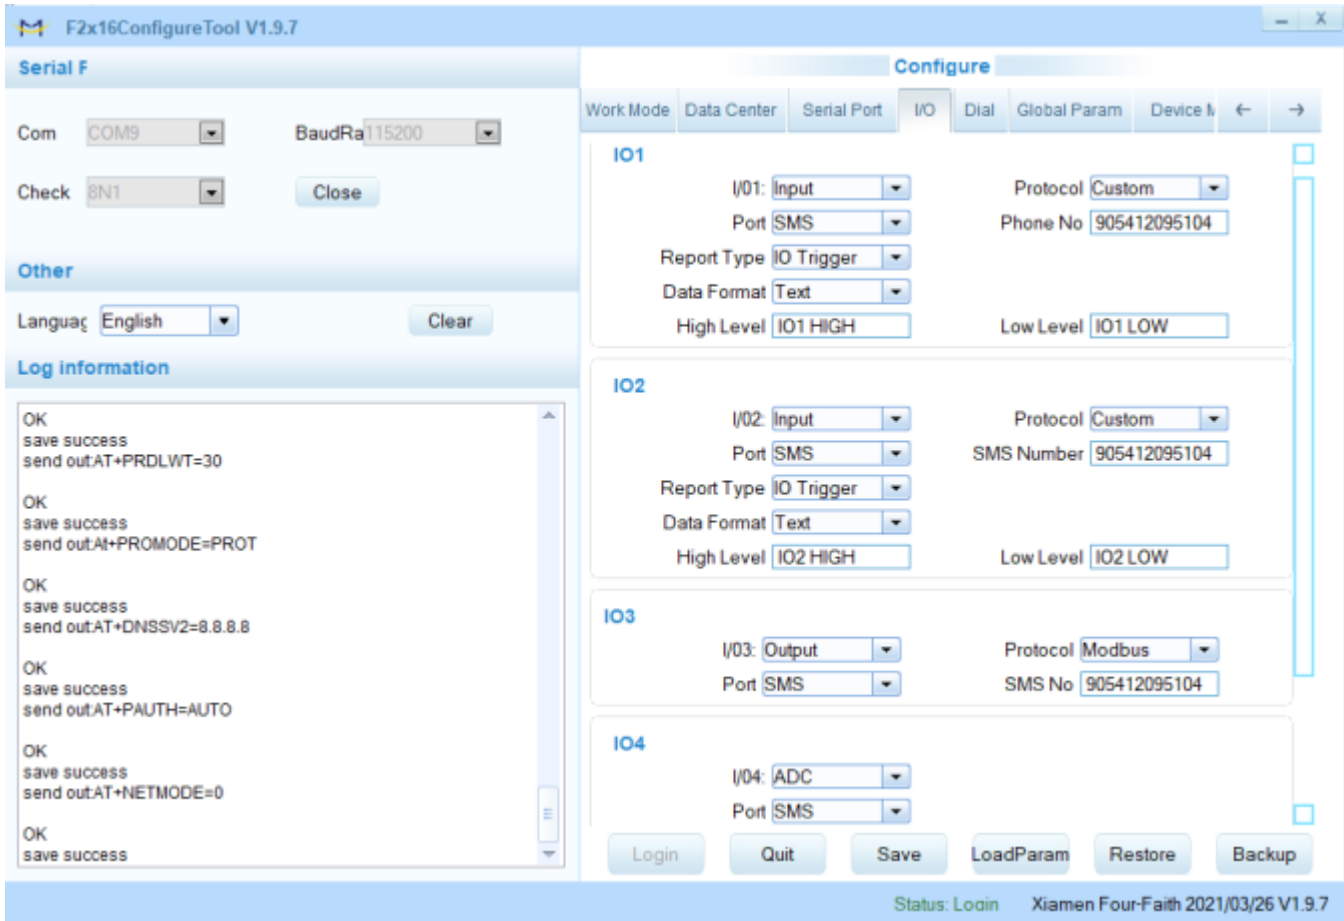 F2x16ConfigureTool V1.9.7
Serial F
Com COM9 BaudRa 115200
Check 8N1 Close
Other
Languag English Clear
Log information
OK
save success
send out:AT+PRDLWT=30
OK
save success
send out:At+PROMODE=PROT
OK
save success
send out:AT+DNSSV2=8.8.8.8
OK
save success
send out:AT+PAUTH=AUTO
OK
save success
send out:AT+NETMODE=0
OK
save success
Configure
Work Mode Data Center Serial Port I/O Dial Global Param Device M ← →
IO1
I/01: Input Protocol Custom
Port SMS Phone No 905412095104
Report Type IO Trigger
Data Format Text
High Level IO1 HIGH Low Level IO1 LOW
IO2
I/02: Input Protocol Custom
Port SMS SMS Number 905412095104
Report Type IO Trigger
Data Format Text
High Level IO2 HIGH Low Level IO2 LOW
IO3
I/03: Output Protocol Modbus
Port SMS SMS No 905412095104
IO4
I/04: ADC
Port SMS
Login Quit Save LoadParam Restore Backup
Status: Login Xiamen Four-Faith 2021/03/26 V1.9.7